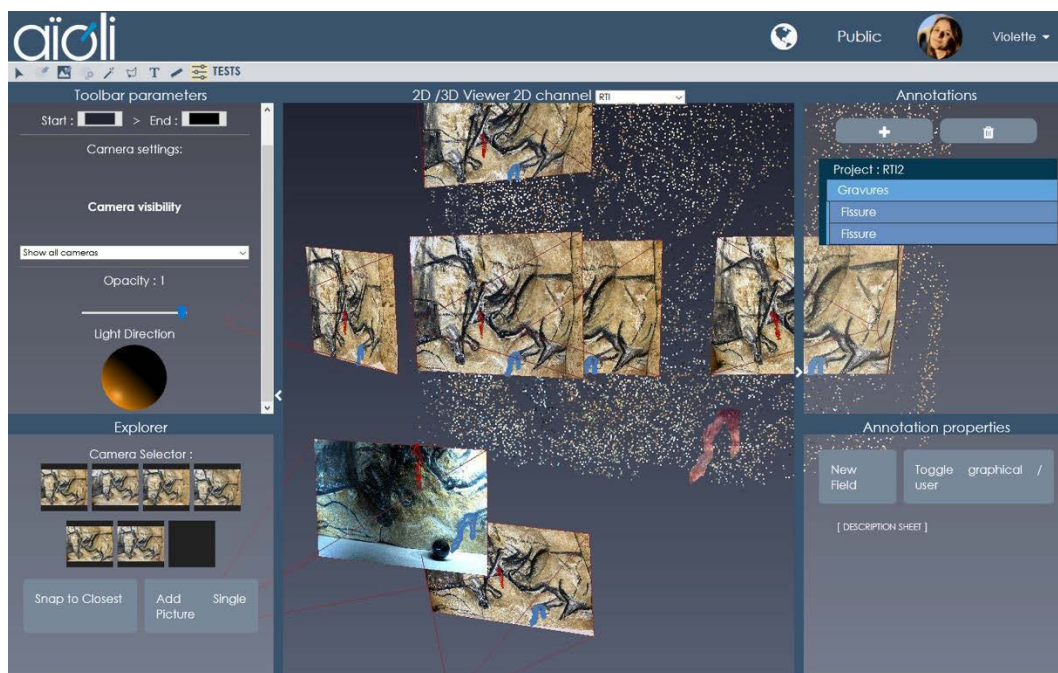 aïoli
Public
Violette
T
TESTS
Toolbar parameters
Start : > End :
Camera settings:
Camera visibility
Show all cameras
Opacity : 1
Light Direction
2D /3D Viewer 2D channel RTI
Annotations
+
Project : RTI2
Gravures
Fissure
Fissure
Explorer
Camera Selector :
Snap to Closest
Add Single
Picture
Annotation properties
New
Field
Toggle graphical /
user
[ DESCRIPTION SHEET ]